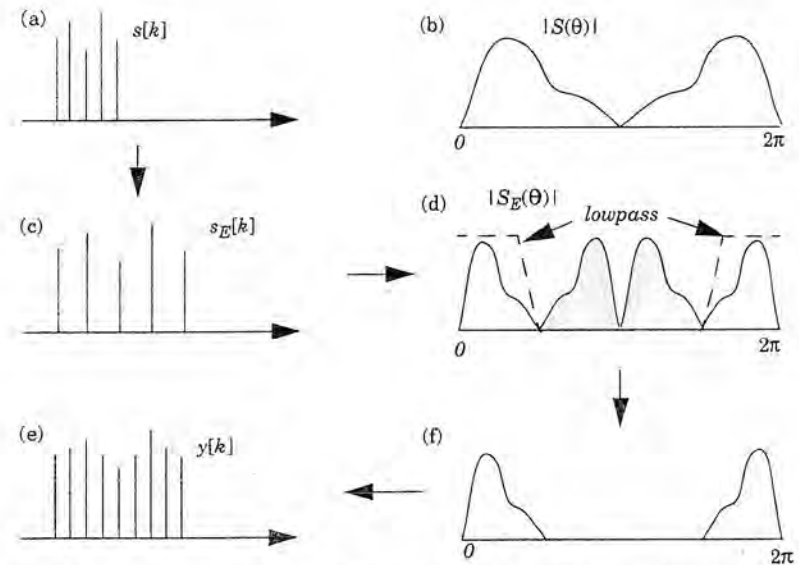 (a)
s[k]
(b)
|S(θ)|
0
2π
(c)
s_E[k]
(d)
|S_E(θ)|
lowpass
0
2π
(e)
y[k]
(f)
0
2π